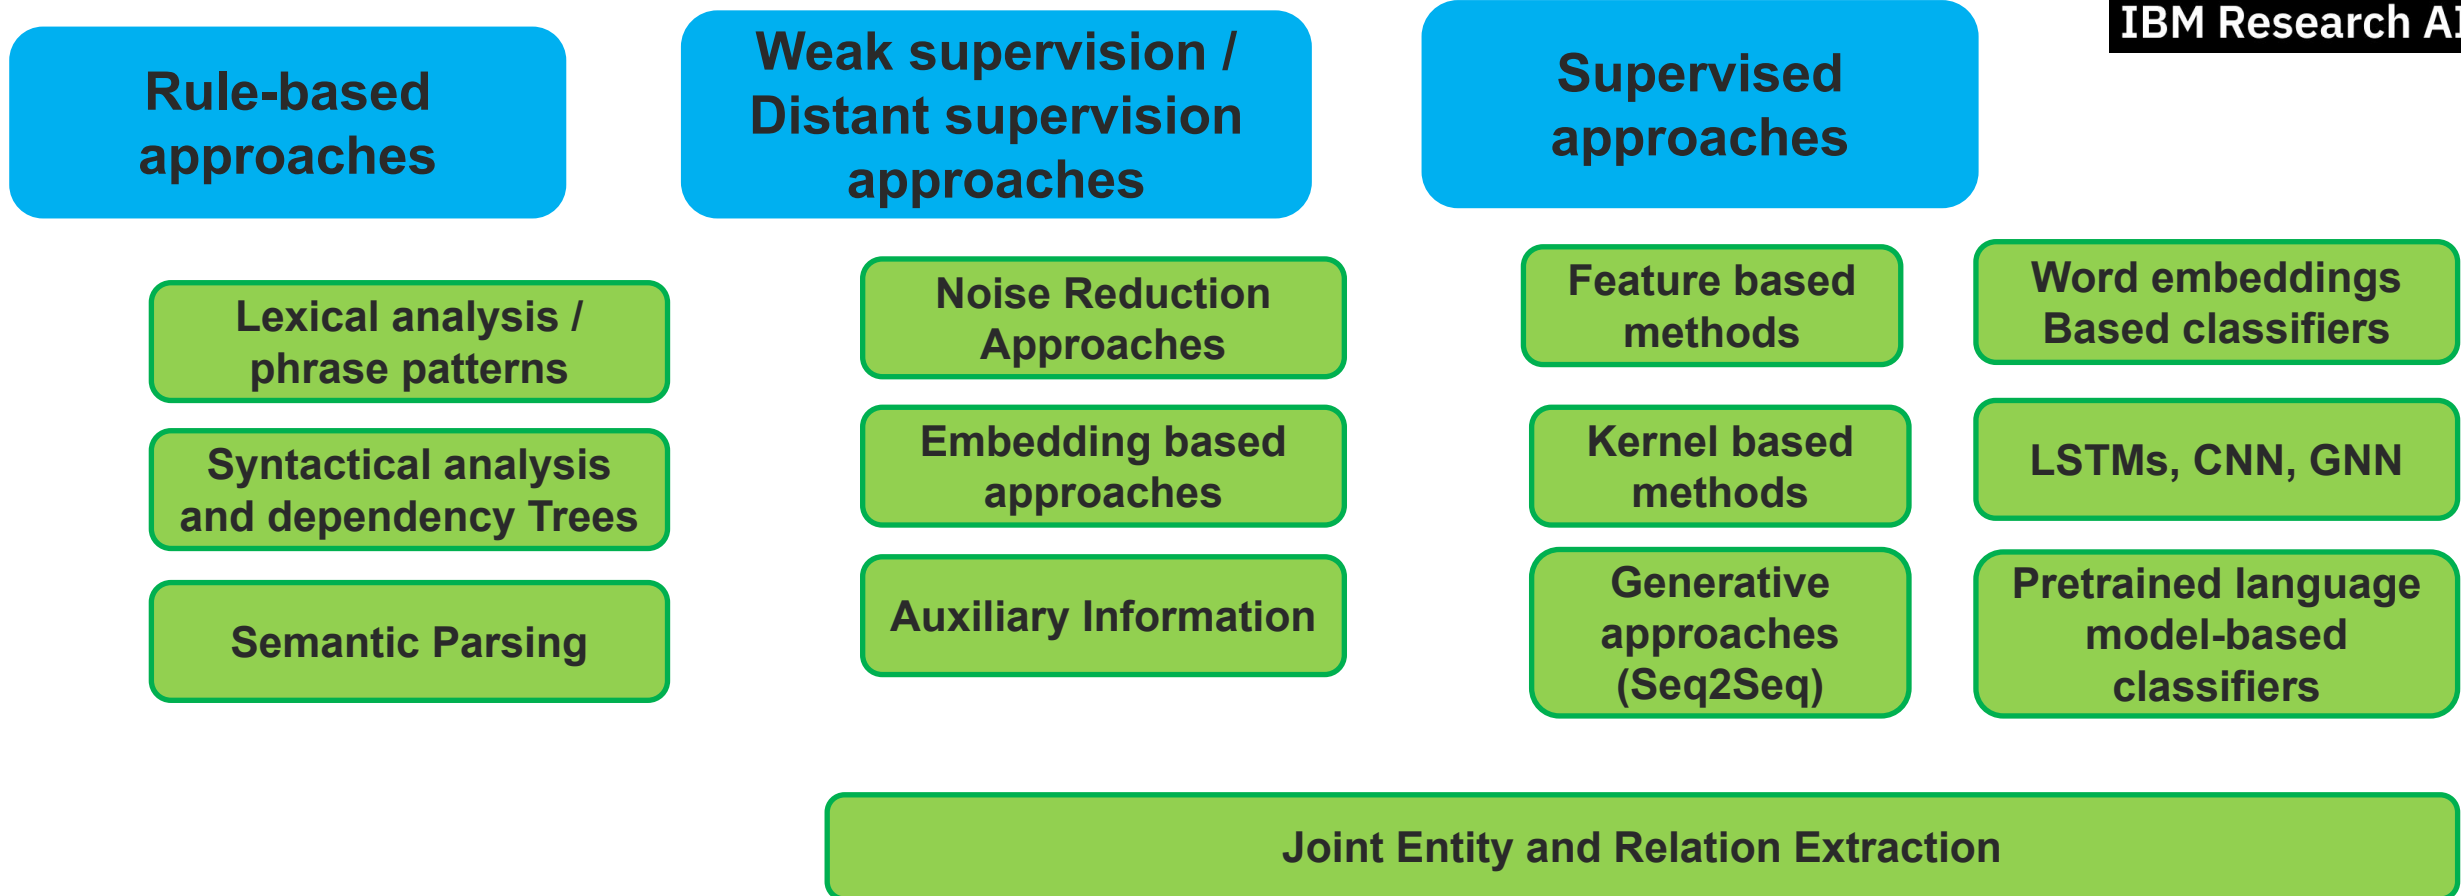 IBM Research AI
Rule-based
approaches
Weak supervision /
Distant supervision
approaches
Supervised
approaches
Lexical analysis /
phrase patterns
Syntactical analysis
and dependency Trees
Semantic Parsing
Noise Reduction
Approaches
Embedding based
approaches
Auxiliary Information
Feature based
methods
Kernel based
methods
Generative
approaches
(Seq2Seq)
Word embeddings
Based classifiers
LSTMs, CNN, GNN
Pretrained language
model-based
classifiers
Joint Entity and Relation Extraction